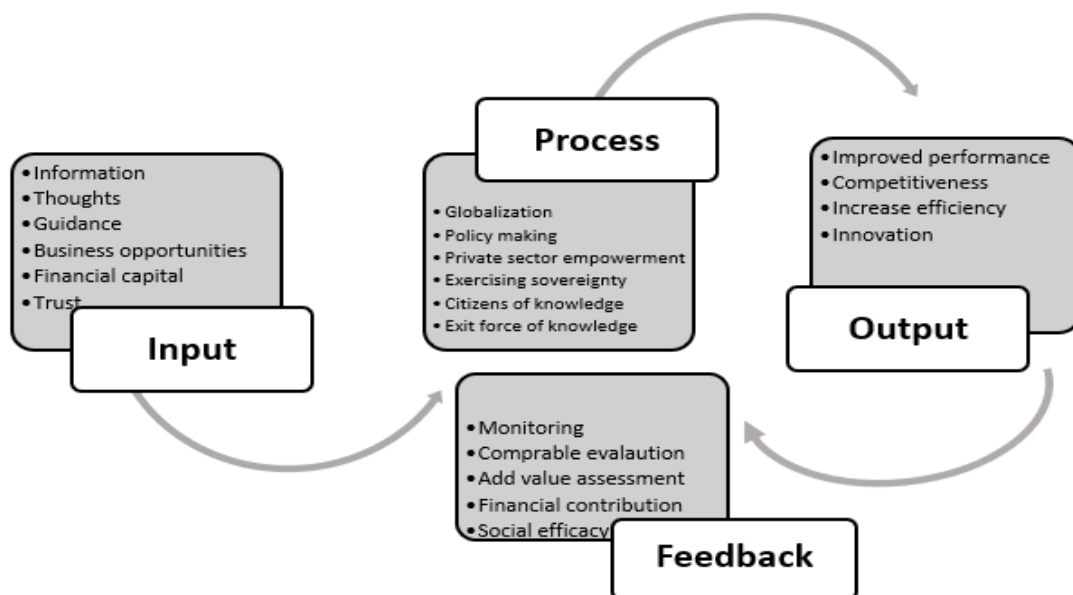 Input
• Information
• Thoughts
• Guidance
• Business opportunities
• Financial capital
• Trust
Process
• Globalization
• Policy making
• Private sector empowerment
• Exercising sovereignty
• Citizens of knowledge
• Exit force of knowledge
Output
• Improved performance
• Competitiveness
• Increase efficiency
• Innovation
Feedback
• Monitoring
• Comprable evalaution
• Add value assessment
• Financial contribution
• Social efficacy